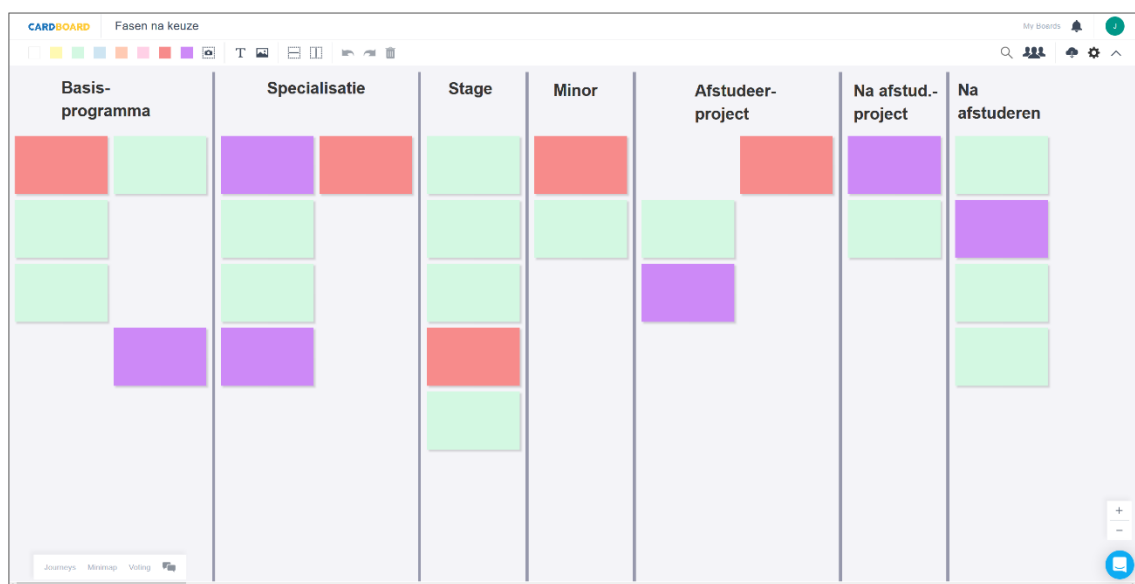 CARDBOARD Fasen na keuze My Boards J
T
Basis-
programma
Specialisatie
Stage
Minor
Afstudeer-
project
Na afstud.-
project
Na
afstuderen
+
−
Journeys Minimap Voting